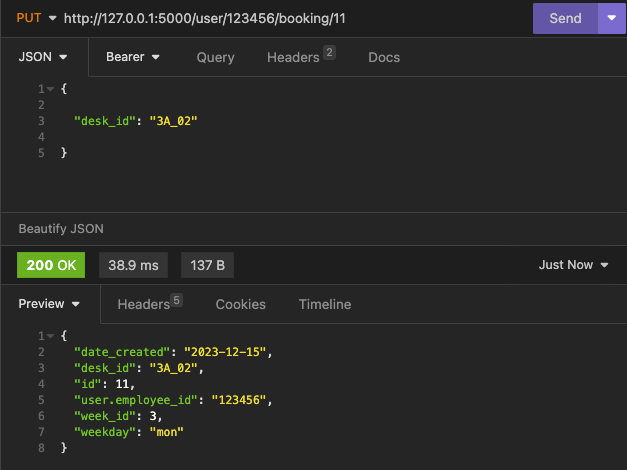 PUT http://127.0.0.1:5000/user/123456/booking/11 Send
JSON Bearer Query Headers 2 Docs
1 {
2
3 "desk_id": "3A_02"
4
5 }
Beautify JSON
200 OK 38.9 ms 137 B Just Now
Preview Headers 5 Cookies Timeline
1 {
2 "date_created": "2023-12-15",
3 "desk_id": "3A_02",
4 "id": 11,
5 "user.employee_id": "123456",
6 "week_id": 3,
7 "weekday": "mon"
8 }